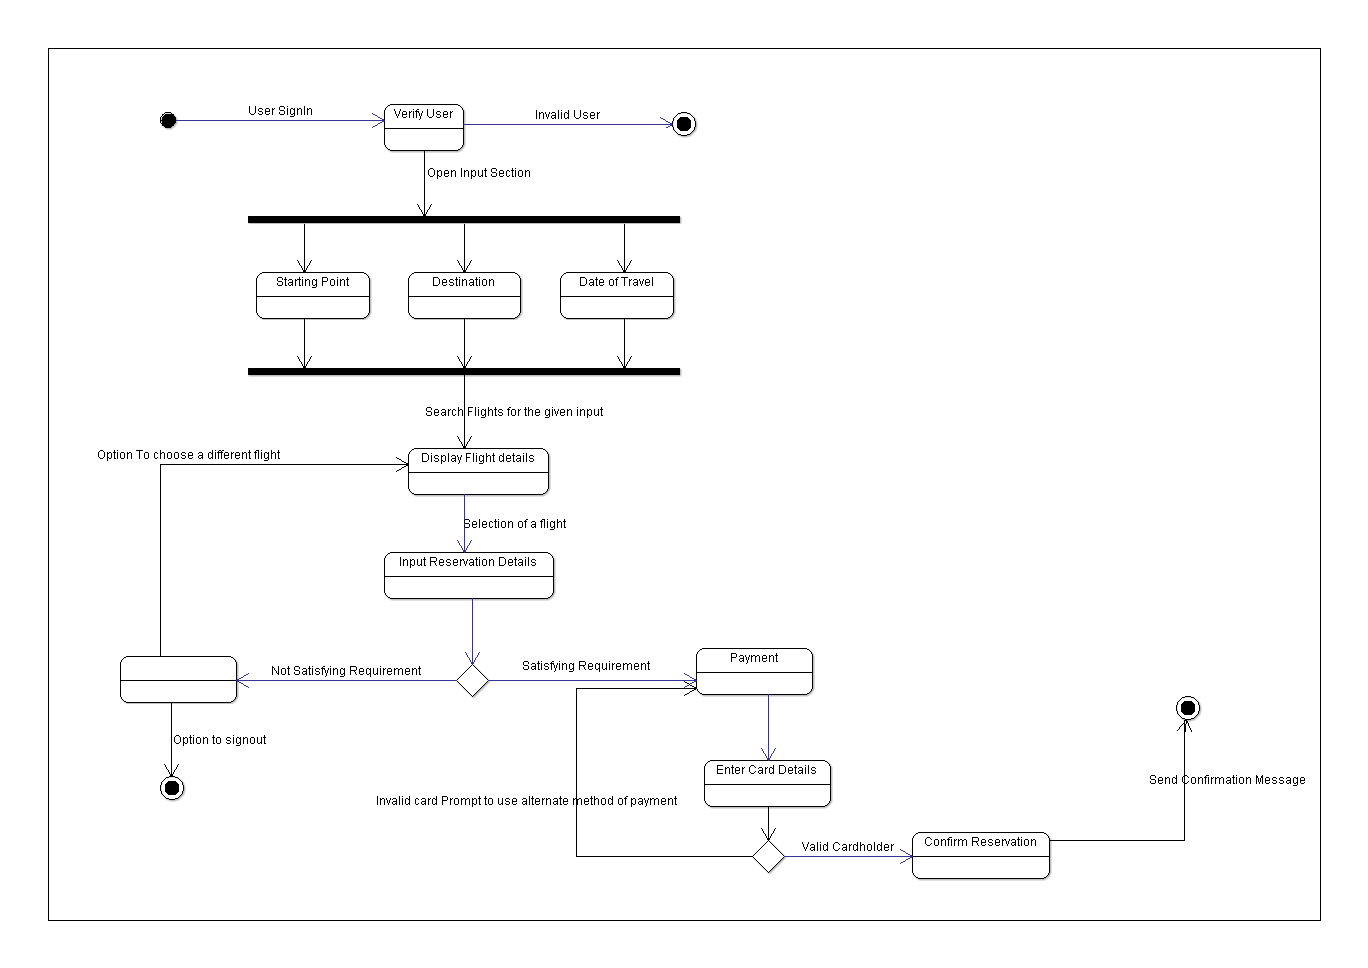 User SignIn
Verify User
Invalid User
Open Input Section
Starting Point
Destination
Date of Travel
Search Flights for the given input
Option To choose a different flight
Display Flight details
Selection of a flight
Input Reservation Details
Not Satisfying Requirement
Satisfying Requirement
Payment
Option to signout
Enter Card Details
Send Confirmation Message
Invalid card Prompt to use alternate method of payment
Valid Cardholder
Confirm Reservation